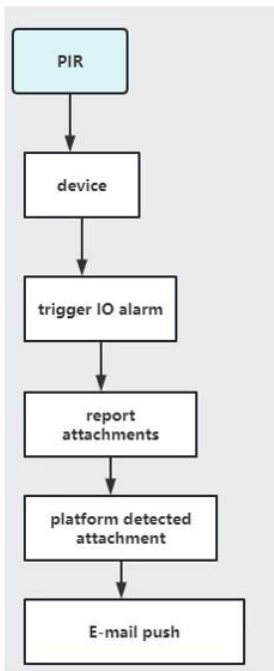 PIR
device
trigger IO alarm
report
attachments
platform detected
attachment
E-mail push